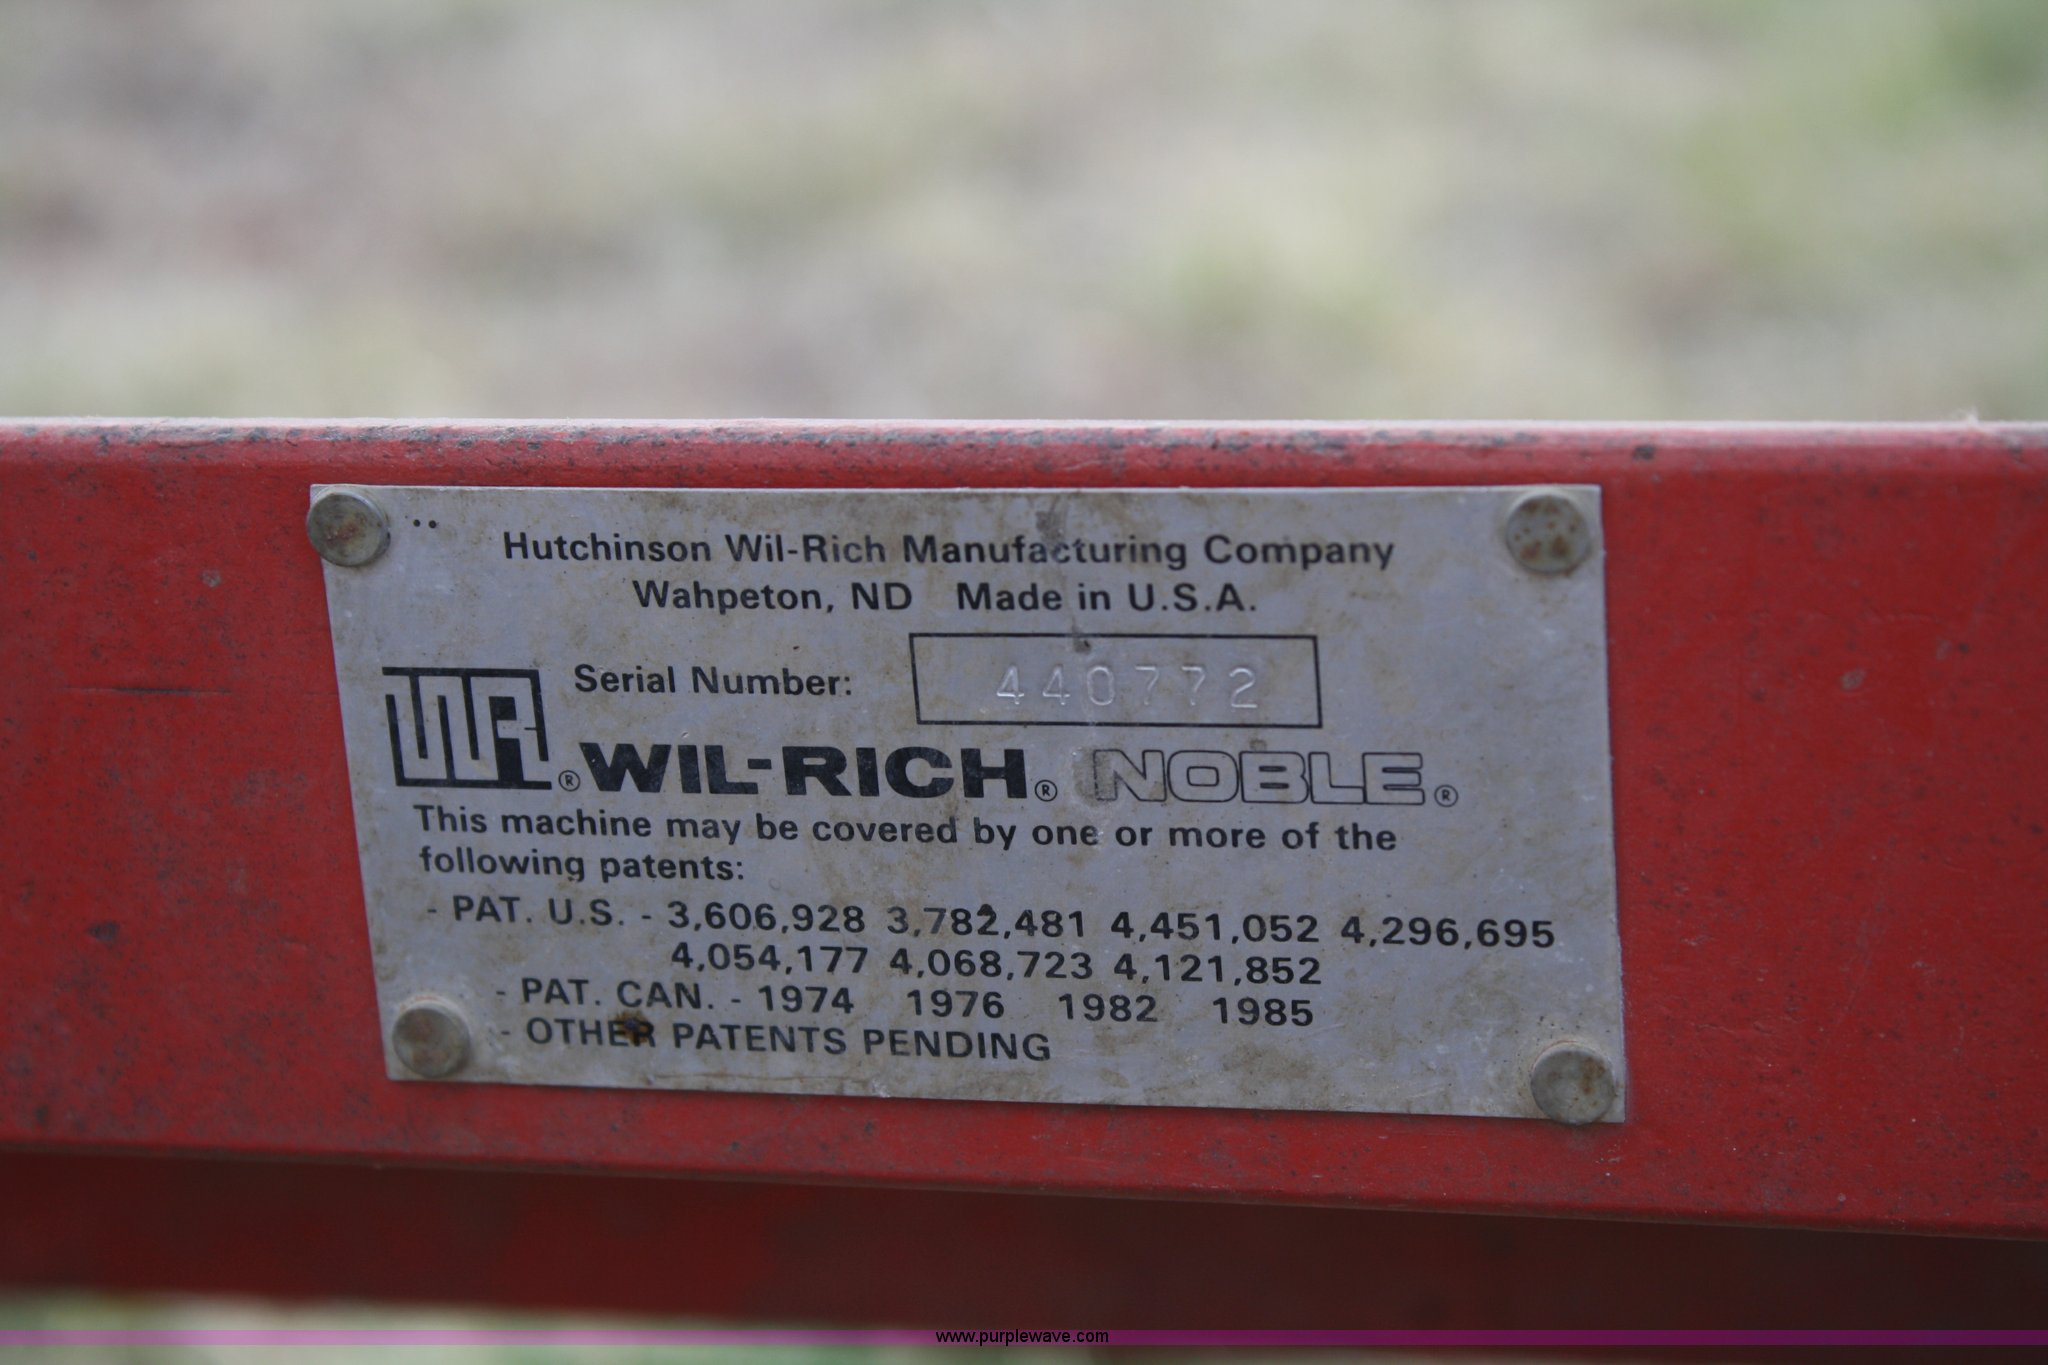 Hutchinson Wil-Rich Manufacturing Company
Wahpeton, ND Made in U.S.A.
Serial Number: 440772
WR® WIL-RICH® NOBLE®
This machine may be covered by one or more of the
following patents:
- PAT. U.S. - 3,606,928 3,782,481 4,451,052 4,296,695
4,054,177 4,068,723 4,121,852
- PAT. CAN. - 1974 1976 1982 1985
- OTHER PATENTS PENDING
www.purplewave.com